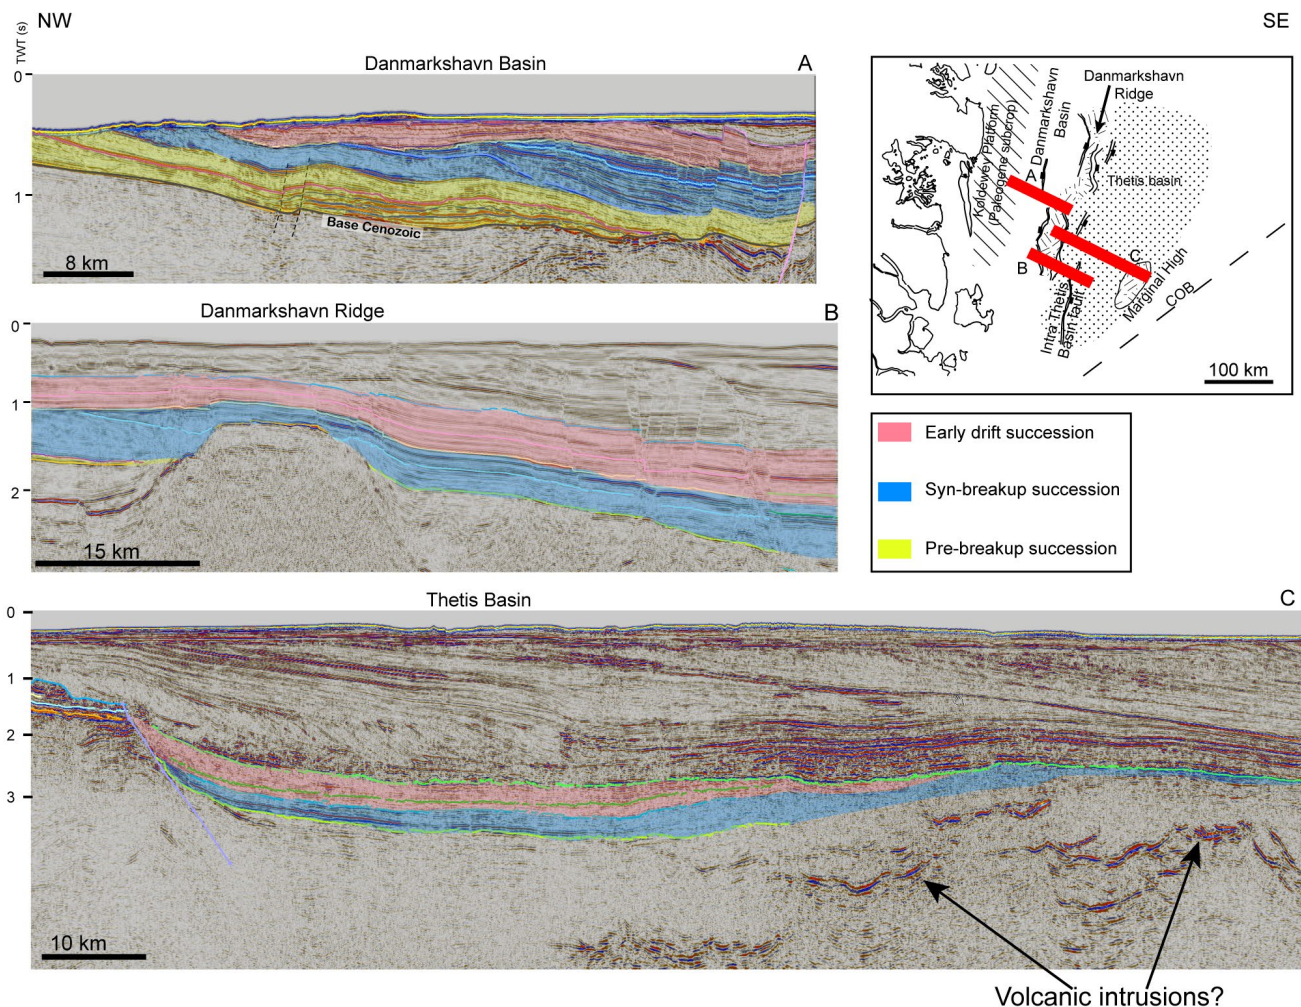 NW
SE
TWT (s)
Danmarkshavn Basin
A
0
1
Base Cenozoic
8 km
Danmarkshavn Ridge
B
0
1
2
15 km
Thetis Basin
C
0
1
2
3
10 km
Volcanic intrusions?
Danmarkshavn
Ridge
Koldewey Platform
(Paleogene subcrop)
Danmarkshavn
Basin
Thetis basin
A
B
C
Intra Thetis
Basin fault
Marginal High
COB
100 km
Early drift succession
Syn-breakup succession
Pre-breakup succession